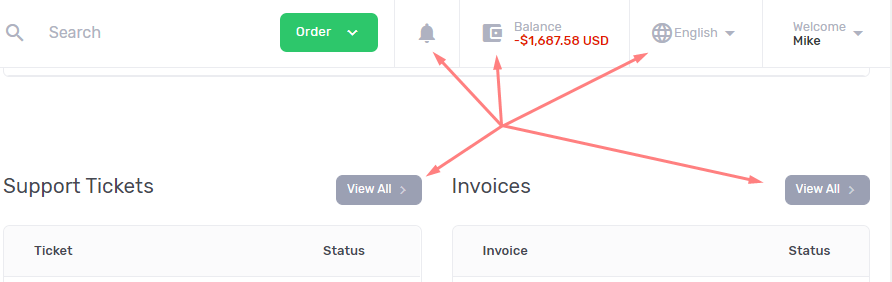 Search
Order
Balance
-$1,687.58 USD
English
Welcome
Mike
Support Tickets
View All
Invoices
View All
Ticket
Status
Invoice
Status